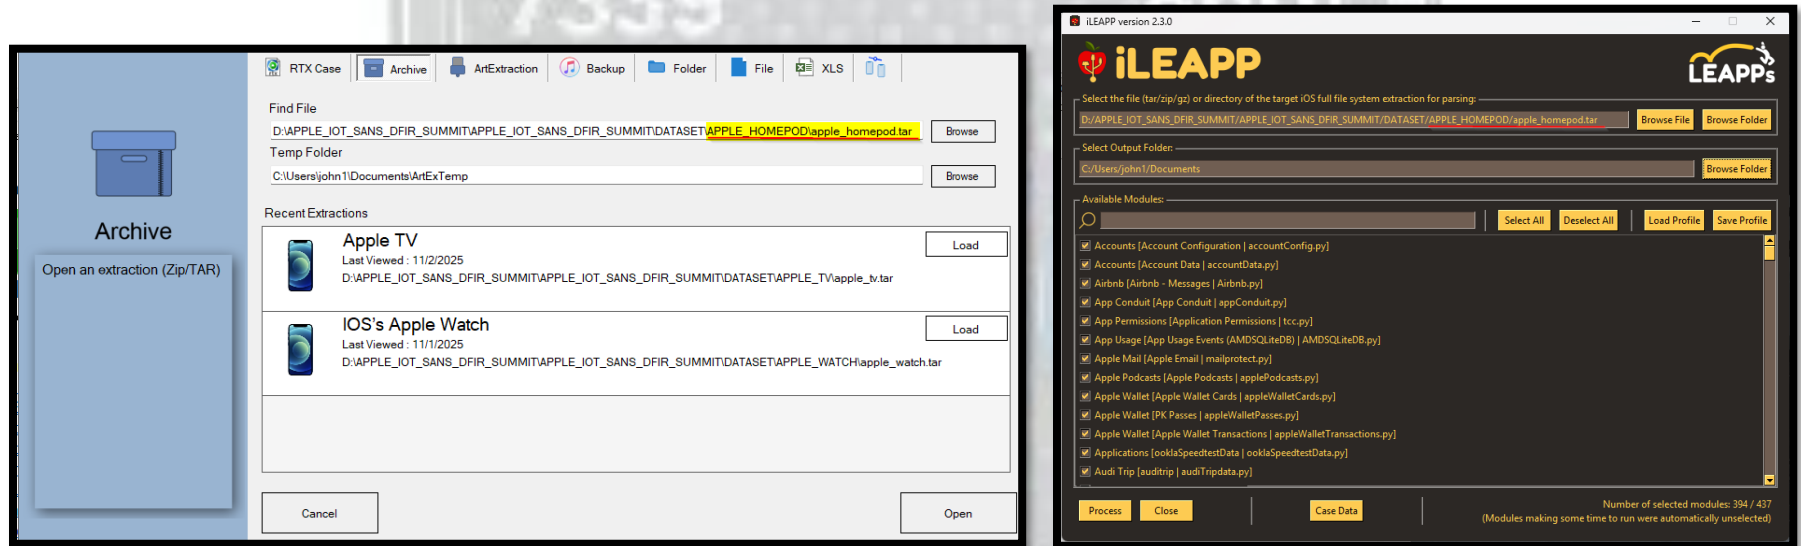 RTX Case
Archive
ArtExtraction
Backup
Folder
File
XLS
Find File
D:\APPLE_IOT_SANS_DFIR_SUMMIT\APPLE_IOT_SANS_DFIR_SUMMIT\DATASET\APPLE_HOMEPOD\apple_homepod.tar
Browse
Temp Folder
C:\Users\john1\Documents\ArtExTemp
Browse
Archive
Open an extraction (Zip/TAR)
Recent Extractions
Apple TV
Last Viewed : 11/2/2025
D:\APPLE_IOT_SANS_DFIR_SUMMIT\APPLE_IOT_SANS_DFIR_SUMMIT\DATASET\APPLE_TV\apple_tv.tar
Load
IOS's Apple Watch
Last Viewed : 11/1/2025
D:\APPLE_IOT_SANS_DFIR_SUMMIT\APPLE_IOT_SANS_DFIR_SUMMIT\DATASET\APPLE_WATCH\apple_watch.tar
Load
Cancel
Open
iLEAPP version 2.3.0
iLEAPP
LEAPPs
Select the file (tar/zip/gz) or directory of the target iOS full file system extraction for parsing:
D:/APPLE_IOT_SANS_DFIR_SUMMIT/APPLE_IOT_SANS_DFIR_SUMMIT/DATASET/APPLE_HOMEPOD/apple_homepod.tar
Browse File
Browse Folder
Select Output Folder:
C:/Users/john1/Documents
Browse Folder
Available Modules:
Select All
Deselect All
Load Profile
Save Profile
Accounts [Account Configuration | accountConfig.py]
Accounts [Account Data | accountData.py]
Airbnb [Airbnb - Messages | Airbnb.py]
App Conduit [App Conduit | appConduit.py]
App Permissions [Application Permissions | tcc.py]
App Usage [App Usage Events (AMDSQLiteDB) | AMDSQLiteDB.py]
Apple Mail [Apple Email | mailprotect.py]
Apple Podcasts [Apple Podcasts | applePodcasts.py]
Apple Wallet [Apple Wallet Cards | appleWalletCards.py]
Apple Wallet [PK Passes | appleWalletPasses.py]
Apple Wallet [Apple Wallet Transactions | appleWalletTransactions.py]
Applications [ooklaSpeedtestData | ooklaSpeedtestData.py]
Audi Trip [auditrip | audiTripdata.py]
Process
Close
Case Data
Number of selected modules: 394 / 437
(Modules making some time to run were automatically unselected)